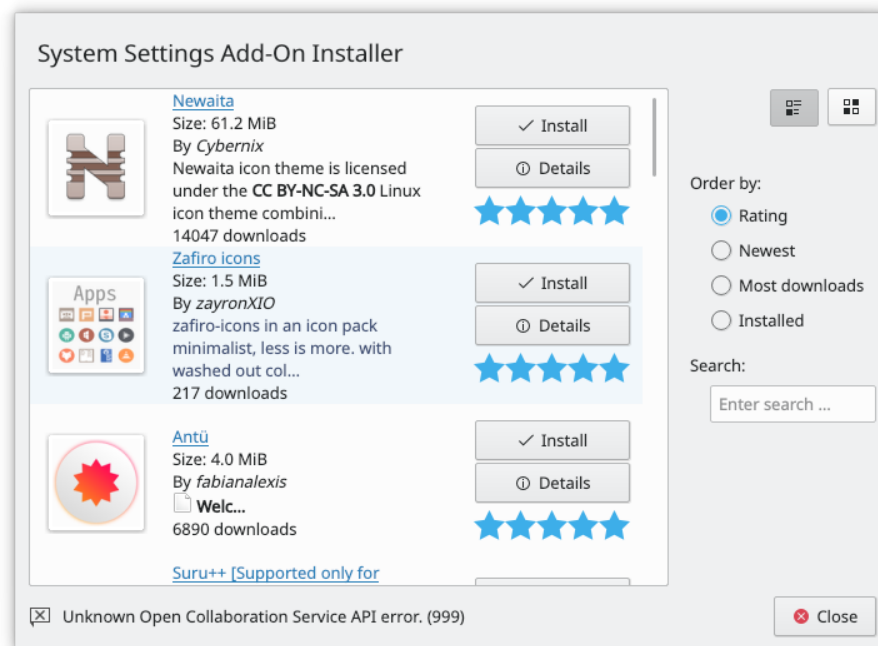 System Settings Add-On Installer
Newaita
Size: 61.2 MiB
By Cybernix
Newaita icon theme is licensed
under the CC BY-NC-SA 3.0 Linux
icon theme combini...
14047 downloads
Install
Details
Apps
Zafiro icons
Size: 1.5 MiB
By zayronXIO
zafiro-icons in an icon pack
minimalist, less is more. with
washed out col...
217 downloads
Install
Details
Antü
Size: 4.0 MiB
By fabianalexis
Welc...
6890 downloads
Install
Details
Suru++ [Supported only for
Order by:
Rating
Newest
Most downloads
Installed
Search:
Enter search ...
Unknown Open Collaboration Service API error. (999)
Close